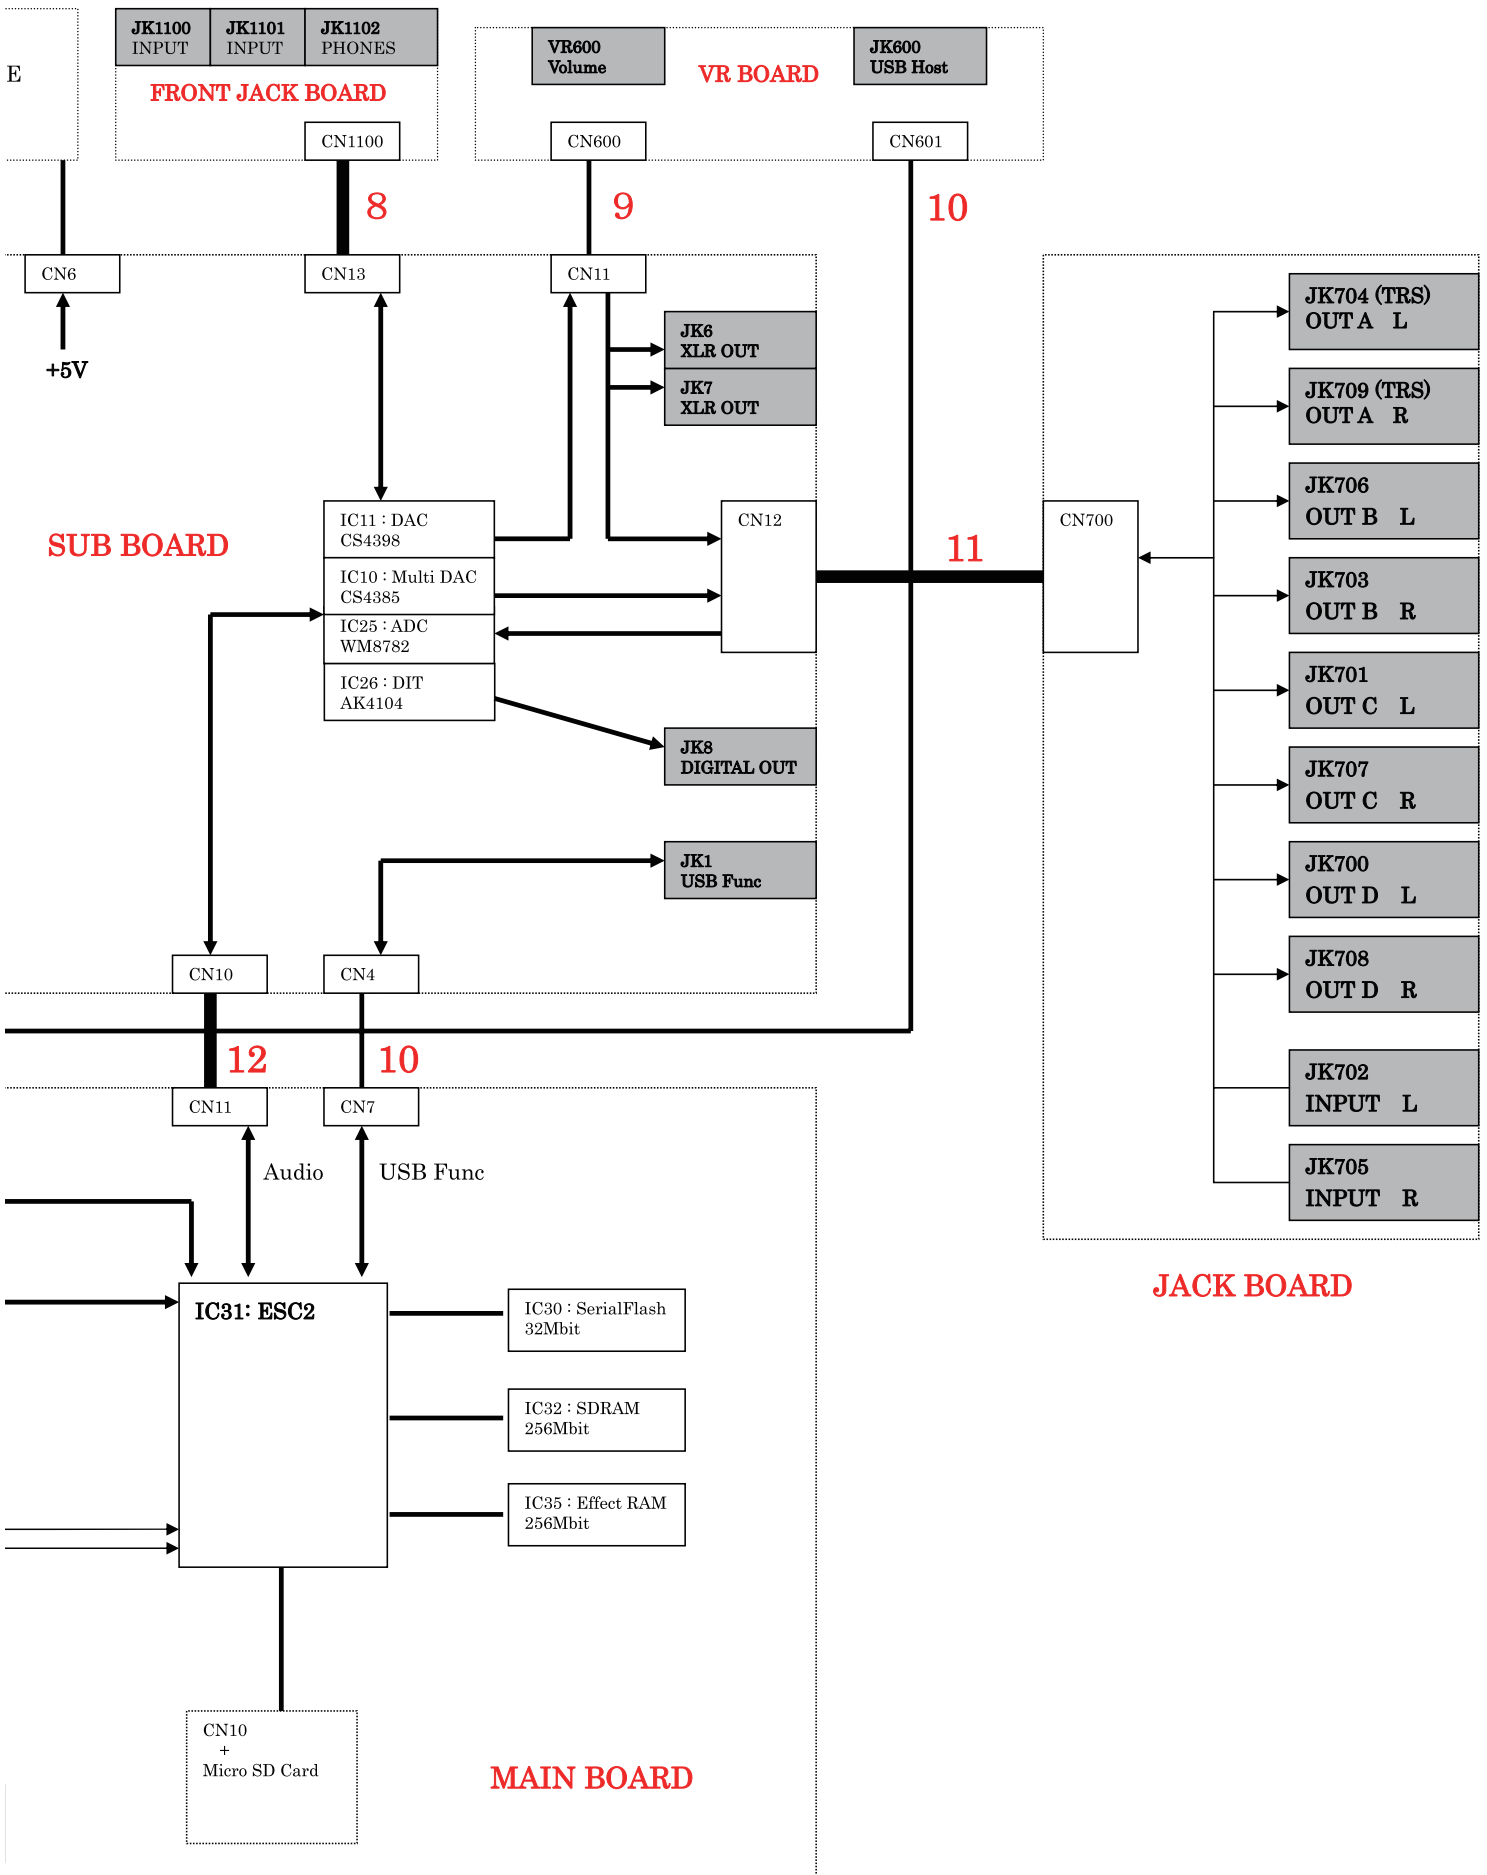 JK1100
INPUT
JK1101
INPUT
JK1102
PHONES
FRONT JACK BOARD
CN1100
E
VR600
Volume
VR BOARD
JK600
USB Host
CN600
CN601
8
9
10
CN6
+5V
CN13
CN11
JK6
XLR OUT
JK7
XLR OUT
SUB BOARD
IC11 : DAC
CS4398
IC10 : Multi DAC
CS4385
IC25 : ADC
WM8782
IC26 : DIT
AK4104
CN12
11
CN700
JK8
DIGITAL OUT
JK1
USB Func
CN10
CN4
12
10
JK704 (TRS)
OUT A L
JK709 (TRS)
OUT A R
JK706
OUT B L
JK703
OUT B R
JK701
OUT C L
JK707
OUT C R
JK700
OUT D L
JK708
OUT D R
JK702
INPUT L
JK705
INPUT R
JACK BOARD
CN11
CN7
Audio
USB Func
IC31: ESC2
IC30 : SerialFlash
32Mbit
IC32 : SDRAM
256Mbit
IC35 : Effect RAM
256Mbit
CN10
+
Micro SD Card
MAIN BOARD